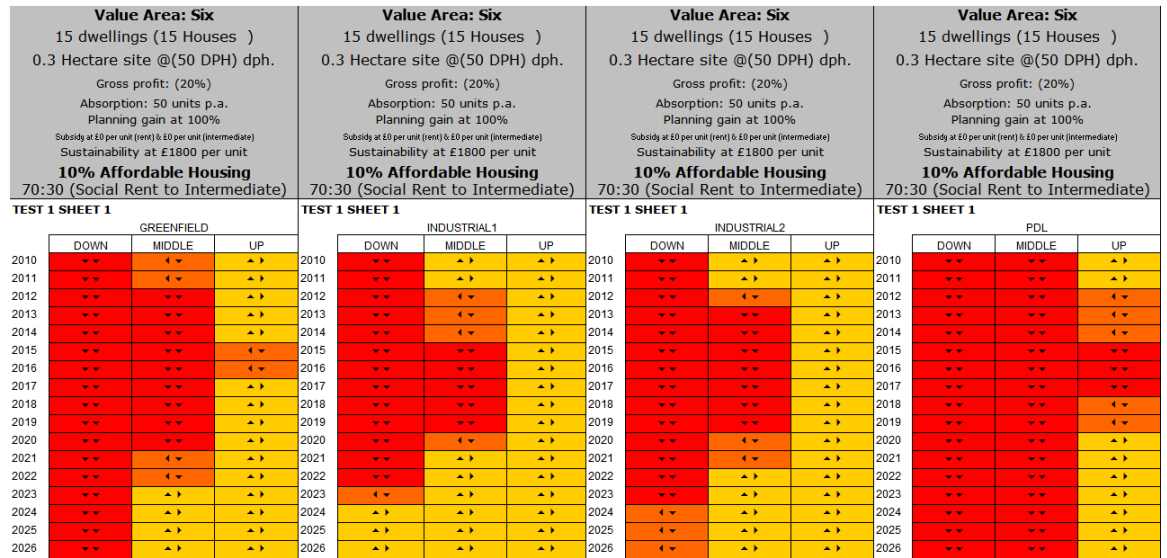 Value Area: Six
15 dwellings (15 Houses )
0.3 Hectare site @(50 DPH) dph.
Gross profit: (20%)
Absorption: 50 units p.a.
Planning gain at 100%
Subsidy at £0 per unit (rent) & £0 per unit (intermediate)
Sustainability at £1800 per unit
10% Affordable Housing
70:30 (Social Rent to Intermediate)
TEST 1 SHEET 1
GREENFIELD
DOWN MIDDLE UP
2010
2011
2012
2013
2014
2015
2016
2017
2018
2019
2020
2021
2022
2023
2024
2025
2026
Value Area: Six
15 dwellings (15 Houses )
0.3 Hectare site @(50 DPH) dph.
Gross profit: (20%)
Absorption: 50 units p.a.
Planning gain at 100%
Subsidy at £0 per unit (rent) & £0 per unit (intermediate)
Sustainability at £1800 per unit
10% Affordable Housing
70:30 (Social Rent to Intermediate)
TEST 1 SHEET 1
INDUSTRIAL1
DOWN MIDDLE UP
2010
2011
2012
2013
2014
2015
2016
2017
2018
2019
2020
2021
2022
2023
2024
2025
2026
Value Area: Six
15 dwellings (15 Houses )
0.3 Hectare site @(50 DPH) dph.
Gross profit: (20%)
Absorption: 50 units p.a.
Planning gain at 100%
Subsidy at £0 per unit (rent) & £0 per unit (intermediate)
Sustainability at £1800 per unit
10% Affordable Housing
70:30 (Social Rent to Intermediate)
TEST 1 SHEET 1
INDUSTRIAL2
DOWN MIDDLE UP
2010
2011
2012
2013
2014
2015
2016
2017
2018
2019
2020
2021
2022
2023
2024
2025
2026
Value Area: Six
15 dwellings (15 Houses )
0.3 Hectare site @(50 DPH) dph.
Gross profit: (20%)
Absorption: 50 units p.a.
Planning gain at 100%
Subsidy at £0 per unit (rent) & £0 per unit (intermediate)
Sustainability at £1800 per unit
10% Affordable Housing
70:30 (Social Rent to Intermediate)
TEST 1 SHEET 1
PDL
DOWN MIDDLE UP
2010
2011
2012
2013
2014
2015
2016
2017
2018
2019
2020
2021
2022
2023
2024
2025
2026